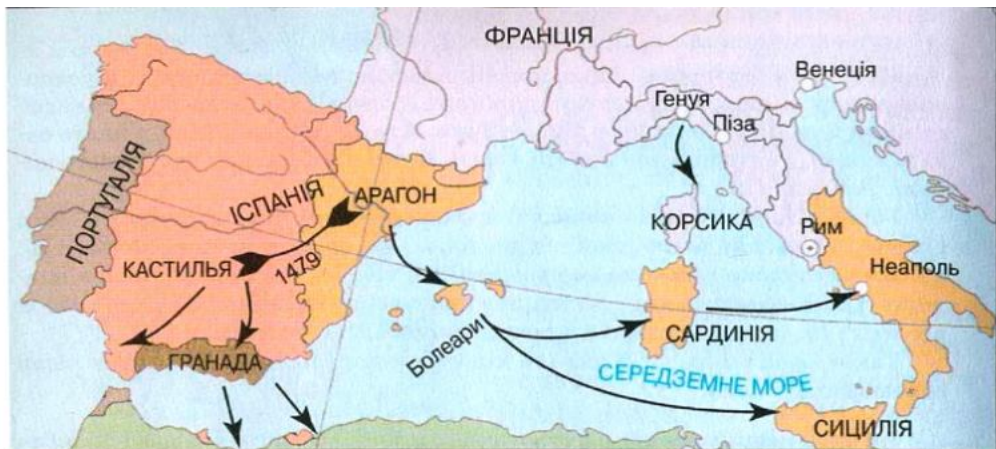 ФРАНЦІЯ
Венеція
Генуя
Піза
ПОРТУГАЛІЯ
ІСПАНІЯ
АРАГОН
КОРСИКА
Рим
КАСТИЛЬЯ
1479
Неаполь
ГРАНАДА
Болеари
САРДИНІЯ
СЕРЕДЗЕМНЕ МОРЕ
СИЦИЛІЯ